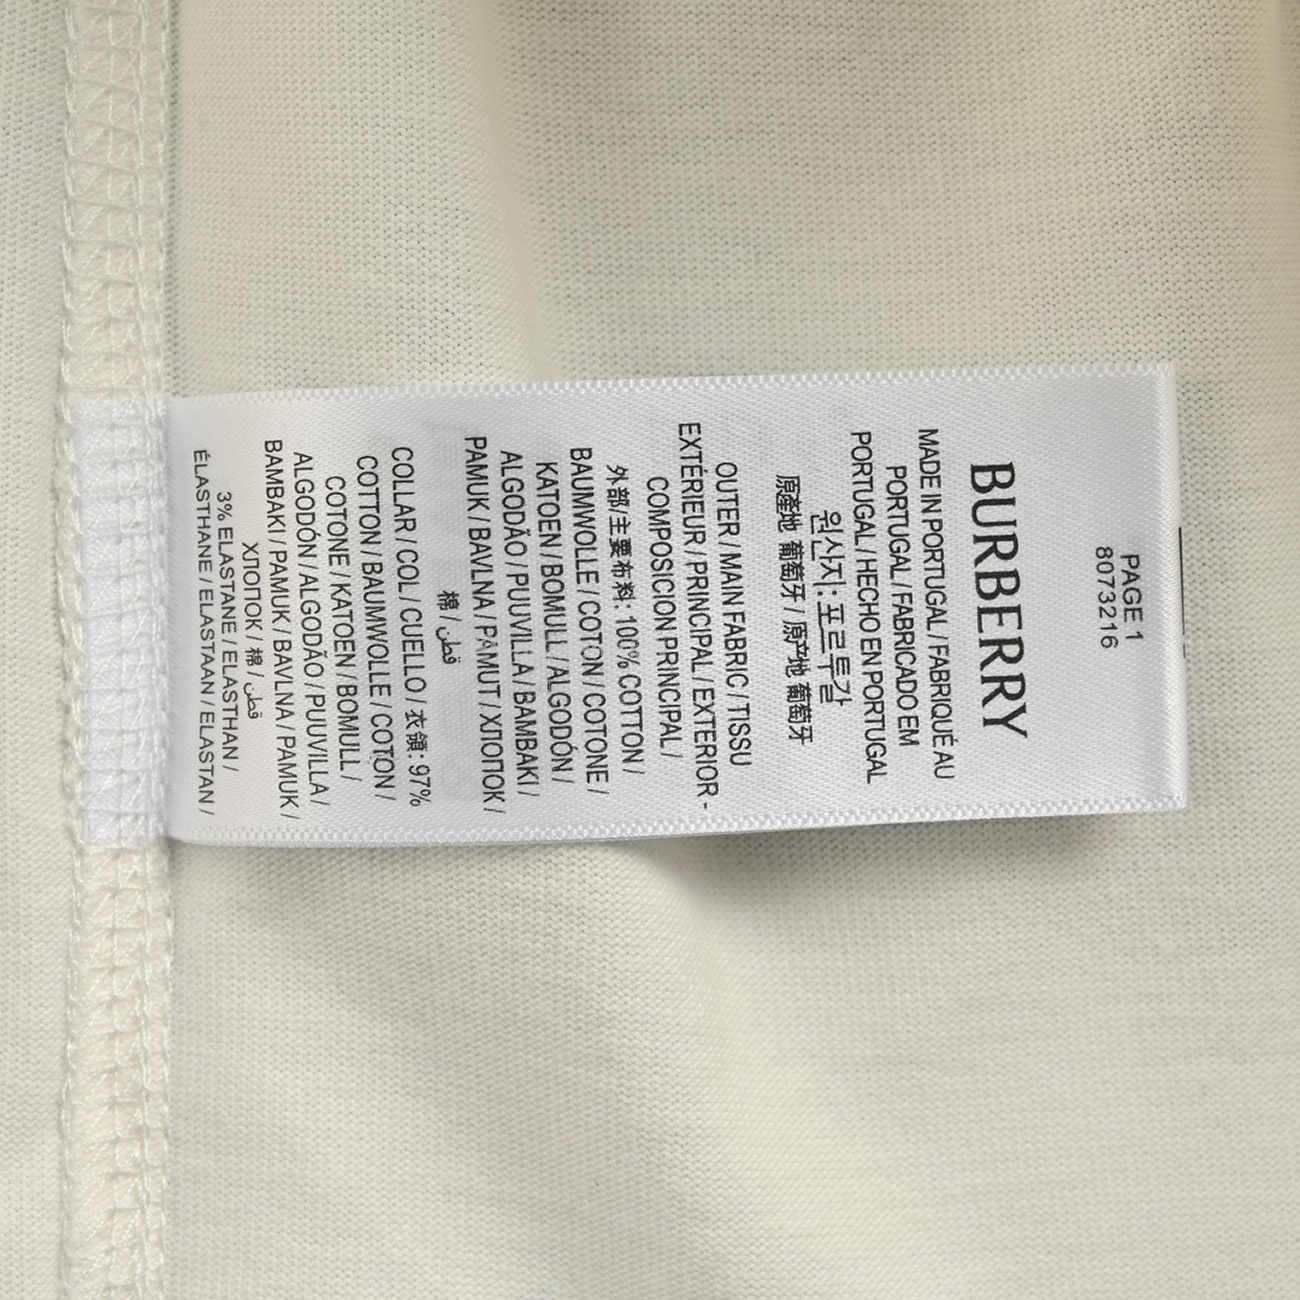 PAGE 1
8073216
BURBERRY
MADE IN PORTUGAL / FABRIQUÉ AU
PORTUGAL / FABRICADO EM
PORTUGAL / HECHO EN PORTUGAL
원산지: 포르투갈
原產地 葡萄牙 / 原产地 葡萄牙
OUTER / MAIN FABRIC / TISSU
EXTÉRIEUR / PRINCIPAL / EXTERIOR -
COMPOSICION PRINCIPAL /
外部/主要布料: 100% COTTON /
BAUMWOLLE / COTON / COTONE /
KATOEN / BOMULL / ALGODÓN /
ALGODÃO / PUUVILLA / BAMBAKI /
PAMUK / BAVLNA / PAMUT / ХΙΠΟΠΟΚ /
棉 / قطن
COLLAR / COL / CUELLO / 衣領: 97%
COTTON / BAUMWOLLE / COTON /
COTONE / KATOEN / BOMULL /
ALGODÓN / ALGODÃO / PUUVILLA /
BAMBAKI / PAMUK / BAVLNA / PAMUK /
ΧΙΠΟΠΟΚ / 棉 / قطن
3% ELASTANE / ELASTHAN /
ÉLASTHANE / ELASTAAN / ELASTAN /